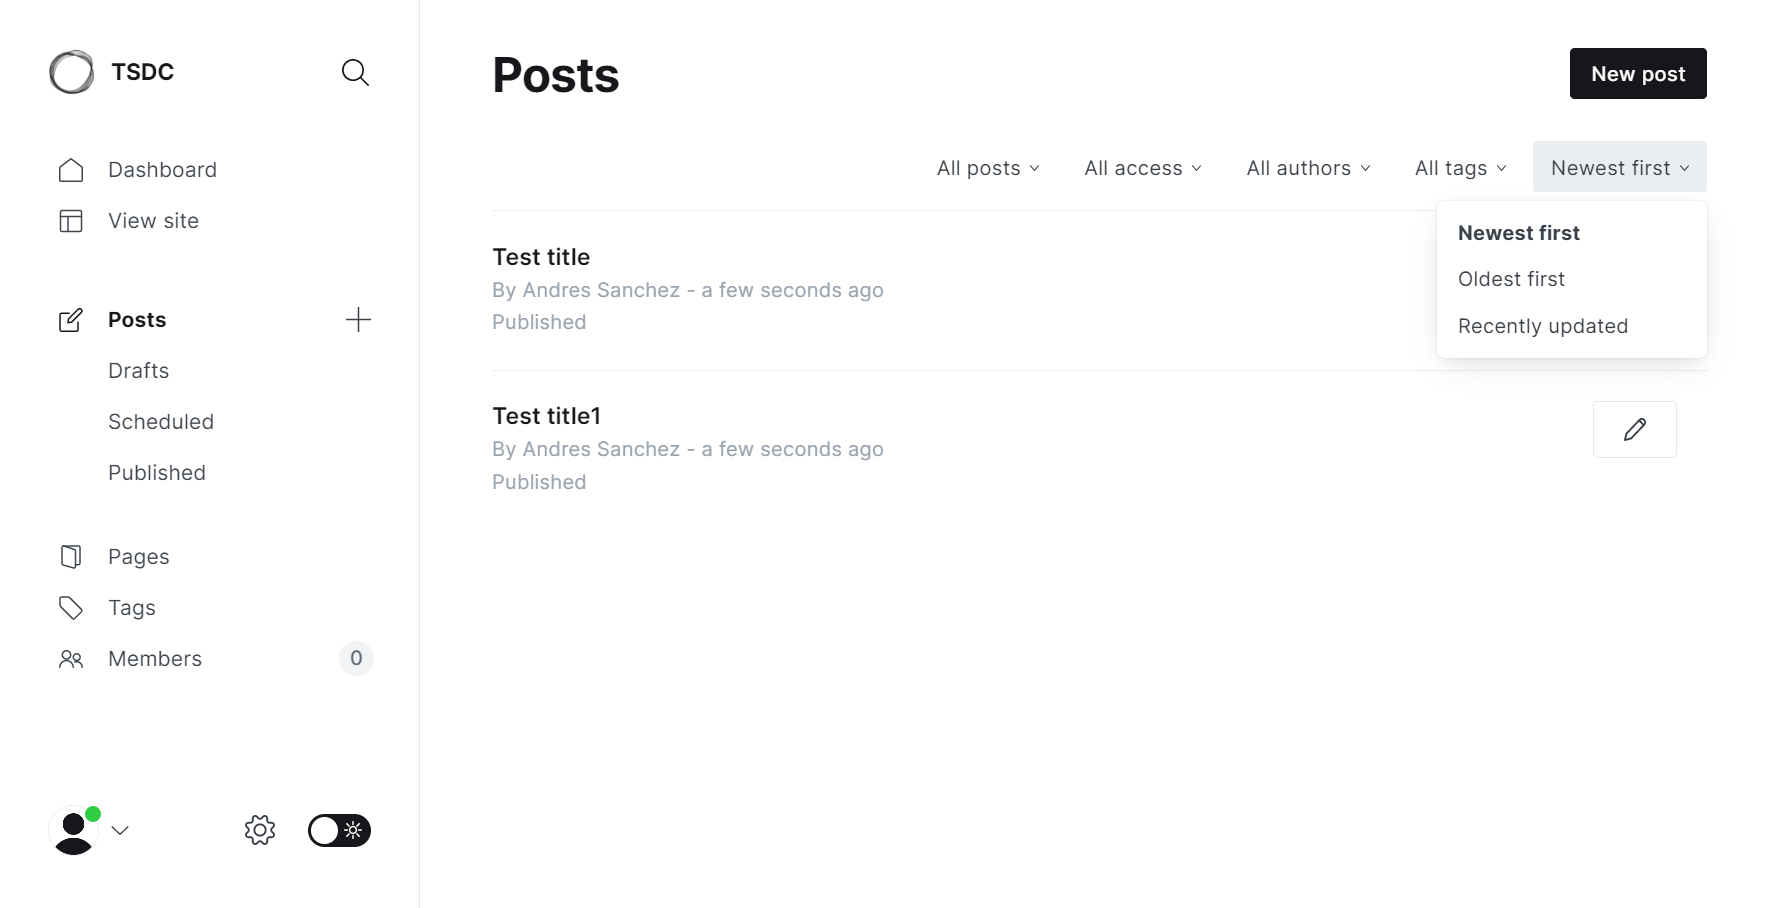 TSDC
Dashboard
View site
Posts
Drafts
Scheduled
Published
Pages
Tags
Members 0
Posts
New post
All posts All access All authors All tags Newest first
Newest first
Oldest first
Recently updated
Test title
By Andres Sanchez - a few seconds ago
Published
Test title1
By Andres Sanchez - a few seconds ago
Published